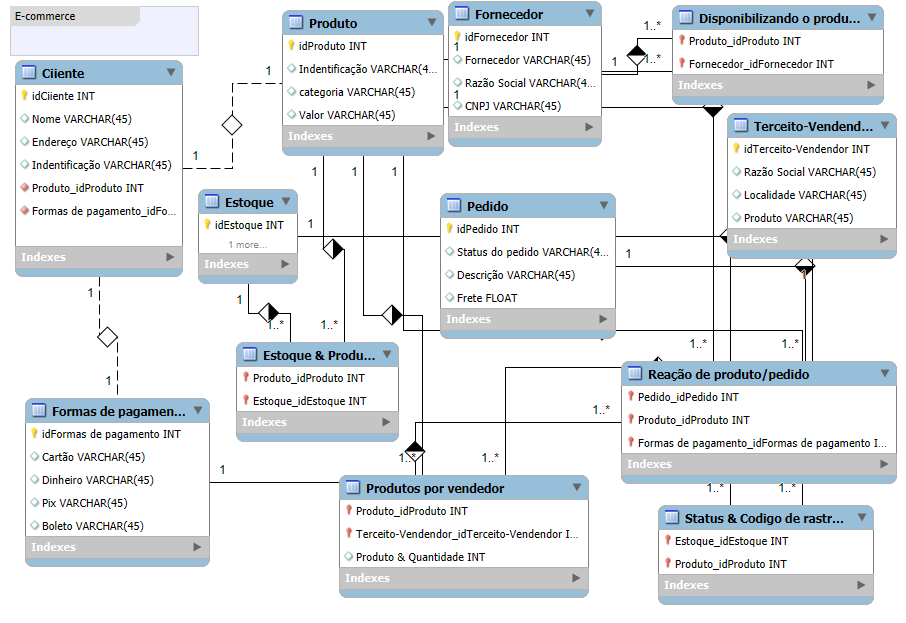 E-commerce
Cliente
idCliente INT
Nome VARCHAR(45)
Endereço VARCHAR(45)
Indentificação VARCHAR(45)
Produto_idProduto INT
Formas de pagamento_idFo...
Indexes
Produto
idProduto INT
Indentificação VARCHAR(4...
categoria VARCHAR(45)
Valor VARCHAR(45)
Indexes
Fornecedor
idFornecedor INT
Fornecedor VARCHAR(45)
Razão Social VARCHAR(4...
CNPJ VARCHAR(45)
Indexes
Disponibilizando o produ...
Produto_idProduto INT
Fornecedor_idFornecedor INT
Indexes
Terceito-Vendend...
idTerceito-Vendendor INT
Razão Social VARCHAR(45)
Localidade VARCHAR(45)
Produto VARCHAR(45)
Indexes
Estoque
idEstoque INT
1 more...
Indexes
Pedido
idPedido INT
Status do pedido VARCHAR(4...
Descrição VARCHAR(45)
Frete FLOAT
Indexes
Estoque & Produ...
Produto_idProduto INT
Estoque_idEstoque INT
Indexes
Reação de produto/pedido
Pedido_idPedido INT
Produto_idProduto INT
Formas de pagamento_idFormas de pagamento I...
Indexes
Formas de pagamen...
idFormas de pagamento INT
Cartão VARCHAR(45)
Dinheiro VARCHAR(45)
Pix VARCHAR(45)
Boleto VARCHAR(45)
Indexes
Produtos por vendedor
Produto_idProduto INT
Terceito-Vendendor_idTerceito-Vendendor I...
Produto & Quantidade INT
Indexes
Status & Codigo de rastr...
Estoque_idEstoque INT
Produto_idProduto INT
Indexes
1
1
1
1
1
1..*
1..*
1
1
1
1
1
1
1..*
1..*
1
1
1
1
1..*
1..*
1..*
1..*
1..*
1..*
1..*
1